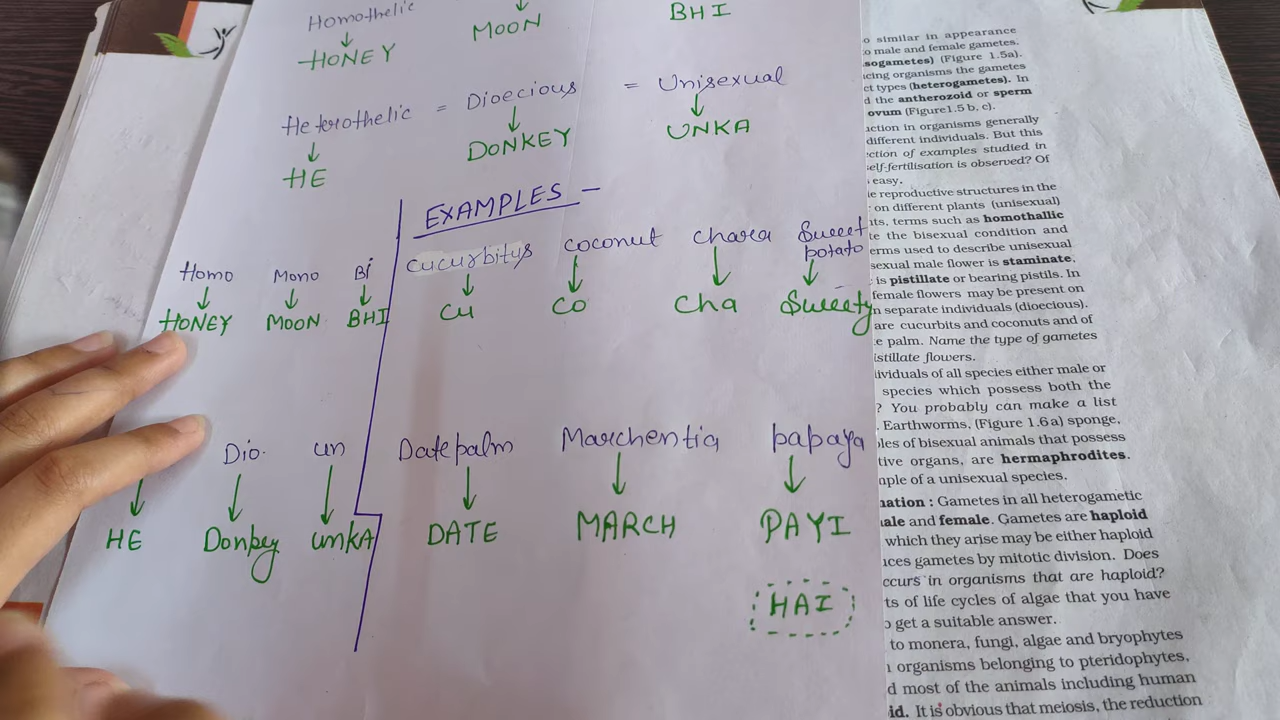 Homothelic
HONEY
MOON
BHI
Heterothelic = Dioecious = Unisexual
HE
DONKEY
UNKA
EXAMPLES –
Homo Mono Bi
HONEY MOON BHI
cucurbitus coconut chara Sweet potato
CU CO Cha Sweety
Dio. un
HE Donkey unkA
Datepalm Marchentia papaya
DATE MARCH PAYI
HAI
o similar in appearance
o male and female gametes.
sogametes) (Figure 1.5a).
cing organisms the gametes
ct types (heterogametes). In
d the antherozoid or sperm
ovum (Figure1.5 b, c).
uction in organisms generally
different individuals. But this
ction of examples studied in
self-fertilisation is observed? Of
easy.
e reproductive structures in the
on different plants (unisexual)
ts, terms such as homothallic
te the bisexual condition and
erms used to describe unisexual
sexual male flower is staminate,
is pistillate or bearing pistils. In
female flowers may be present on
n separate individuals (dioecious).
are cucurbits and coconuts and of
e palm. Name the type of gametes
istillate flowers.
ividuals of all species either male or
species which possess both the
? You probably can make a list
. Earthworms, (Figure 1.6a) sponge,
les of bisexual animals that possess
tive organs, are hermaphrodites.
mple of a unisexual species.
ation : Gametes in all heterogametic
ale and female. Gametes are haploid
which they arise may be either haploid
uces gametes by mitotic division. Does
ccurs in organisms that are haploid?
ts of life cycles of algae that you have
o get a suitable answer.
to monera, fungi, algae and bryophytes
organisms belonging to pteridophytes,
d most of the animals including human
id. It is obvious that meiosis, the reduction